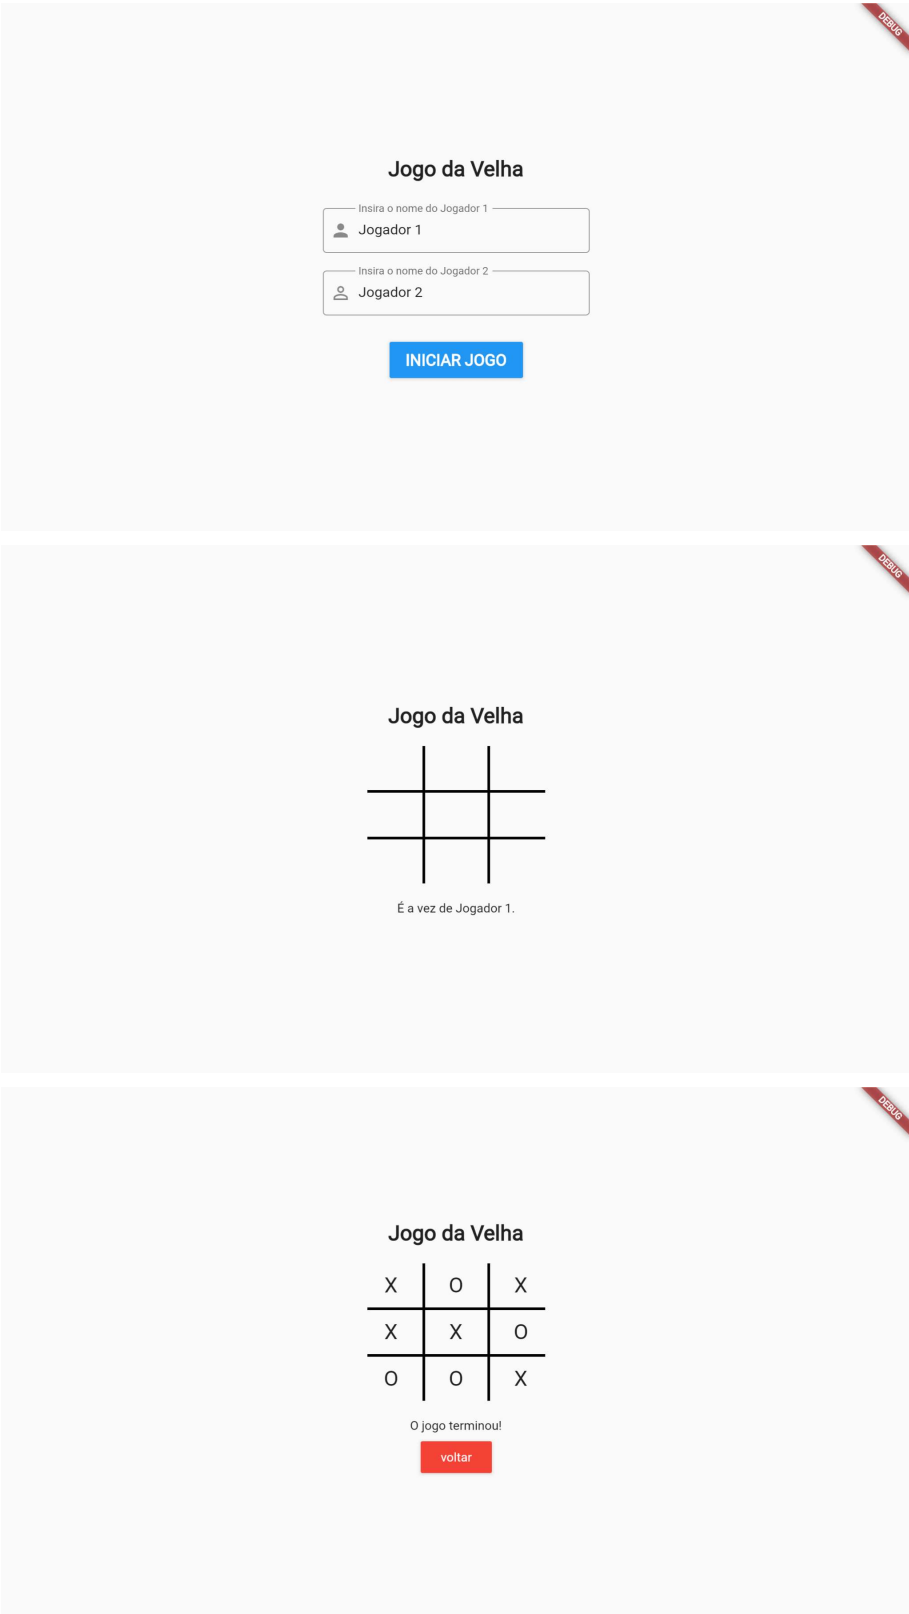 DEBUG
Jogo da Velha
Insira o nome do Jogador 1
Jogador 1
Insira o nome do Jogador 2
Jogador 2
INICIAR JOGO
DEBUG
Jogo da Velha
É a vez de Jogador 1.
DEBUG
Jogo da Velha
X O X
X X O
O O X
O jogo terminou!
voltar